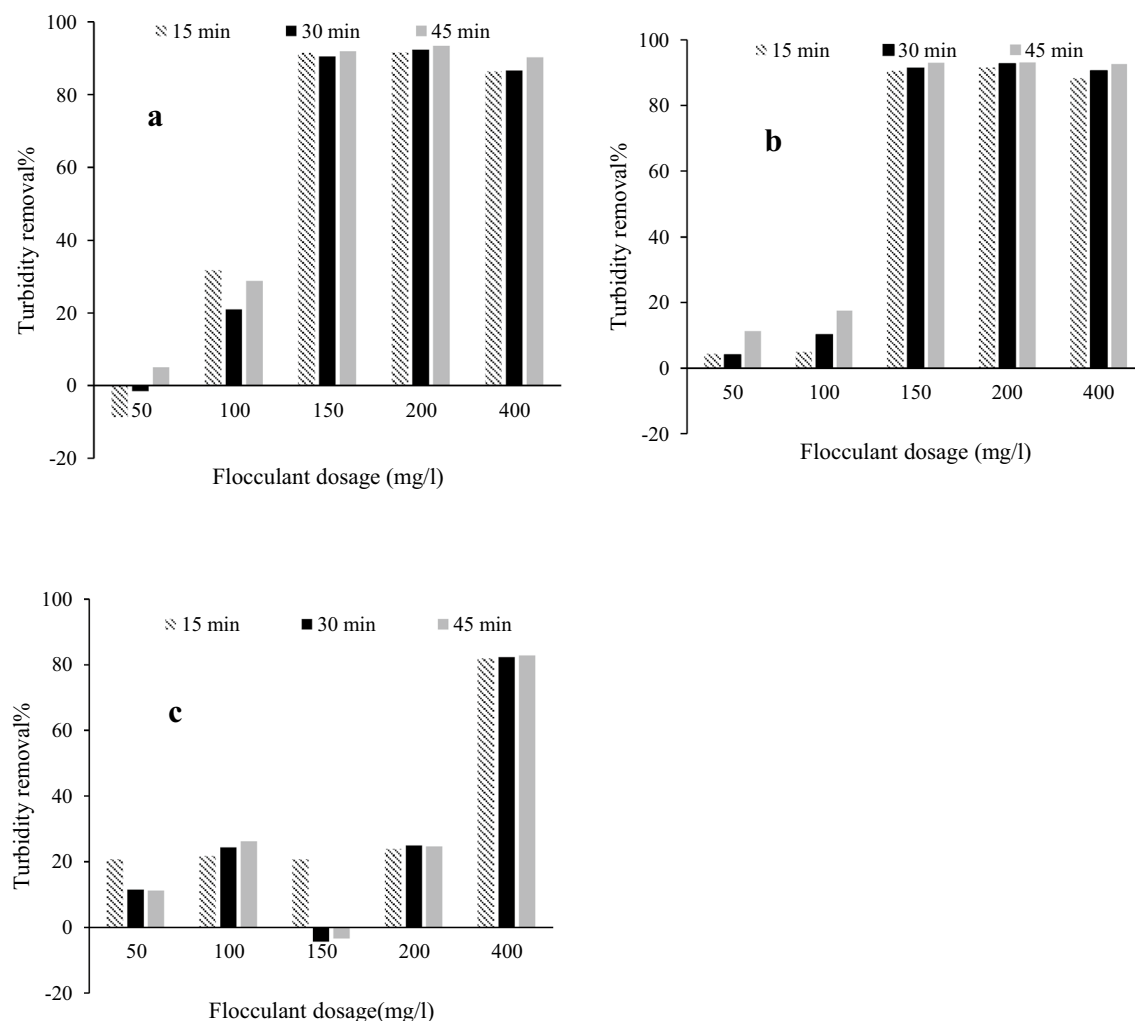 100
80
60
40
20
0
-20
Turbidity removal%
15 min 30 min 45 min
a
50 100 150 200 400
Flocculant dosage (mg/l)
100
80
60
40
20
0
-20
Turbidity removal%
15 min 30 min 45 min
b
50 100 150 200 400
Flocculant dosage (mg/l)
100
80
60
40
20
0
-20
Turbidity removal%
15 min 30 min 45 min
c
50 100 150 200 400
Flocculant dosage(mg/l)